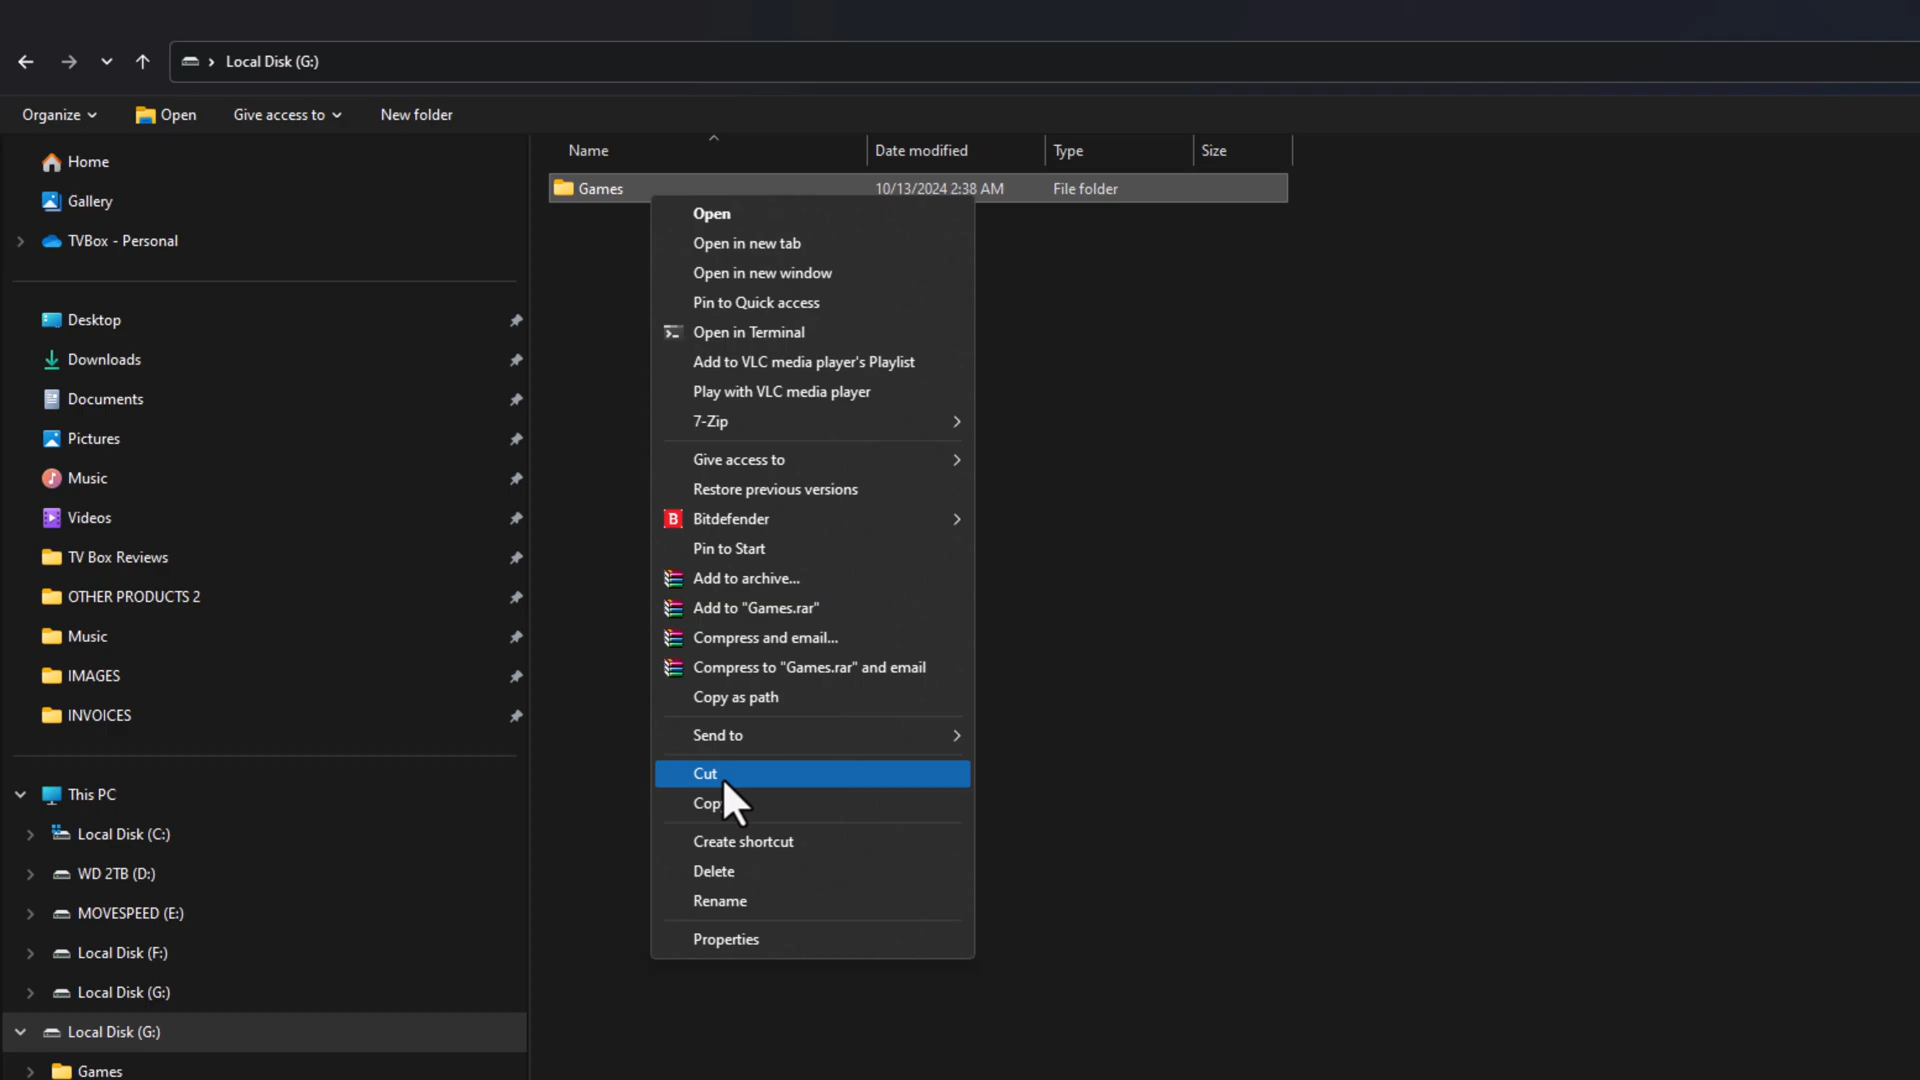 Local Disk (G:)
Organize
Open
Give access to
New folder
Name
Date modified
Type
Size
Home
Gallery
TVBox - Personal
Desktop
Downloads
Documents
Pictures
Music
Videos
TV Box Reviews
OTHER PRODUCTS 2
Music
IMAGES
INVOICES
This PC
Local Disk (C:)
WD 2TB (D:)
MOVESPEED (E:)
Local Disk (F:)
Local Disk (G:)
Local Disk (G:)
Games
Games
10/13/2024 2:38 AM
File folder
Open
Open in new tab
Open in new window
Pin to Quick access
Open in Terminal
Add to VLC media player's Playlist
Play with VLC media player
7-Zip
Give access to
Restore previous versions
B
Bitdefender
Pin to Start
Add to archive...
Add to "Games.rar"
Compress and email...
Compress to "Games.rar" and email
Copy as path
Send to
Cut
Copy
Create shortcut
Delete
Rename
Properties